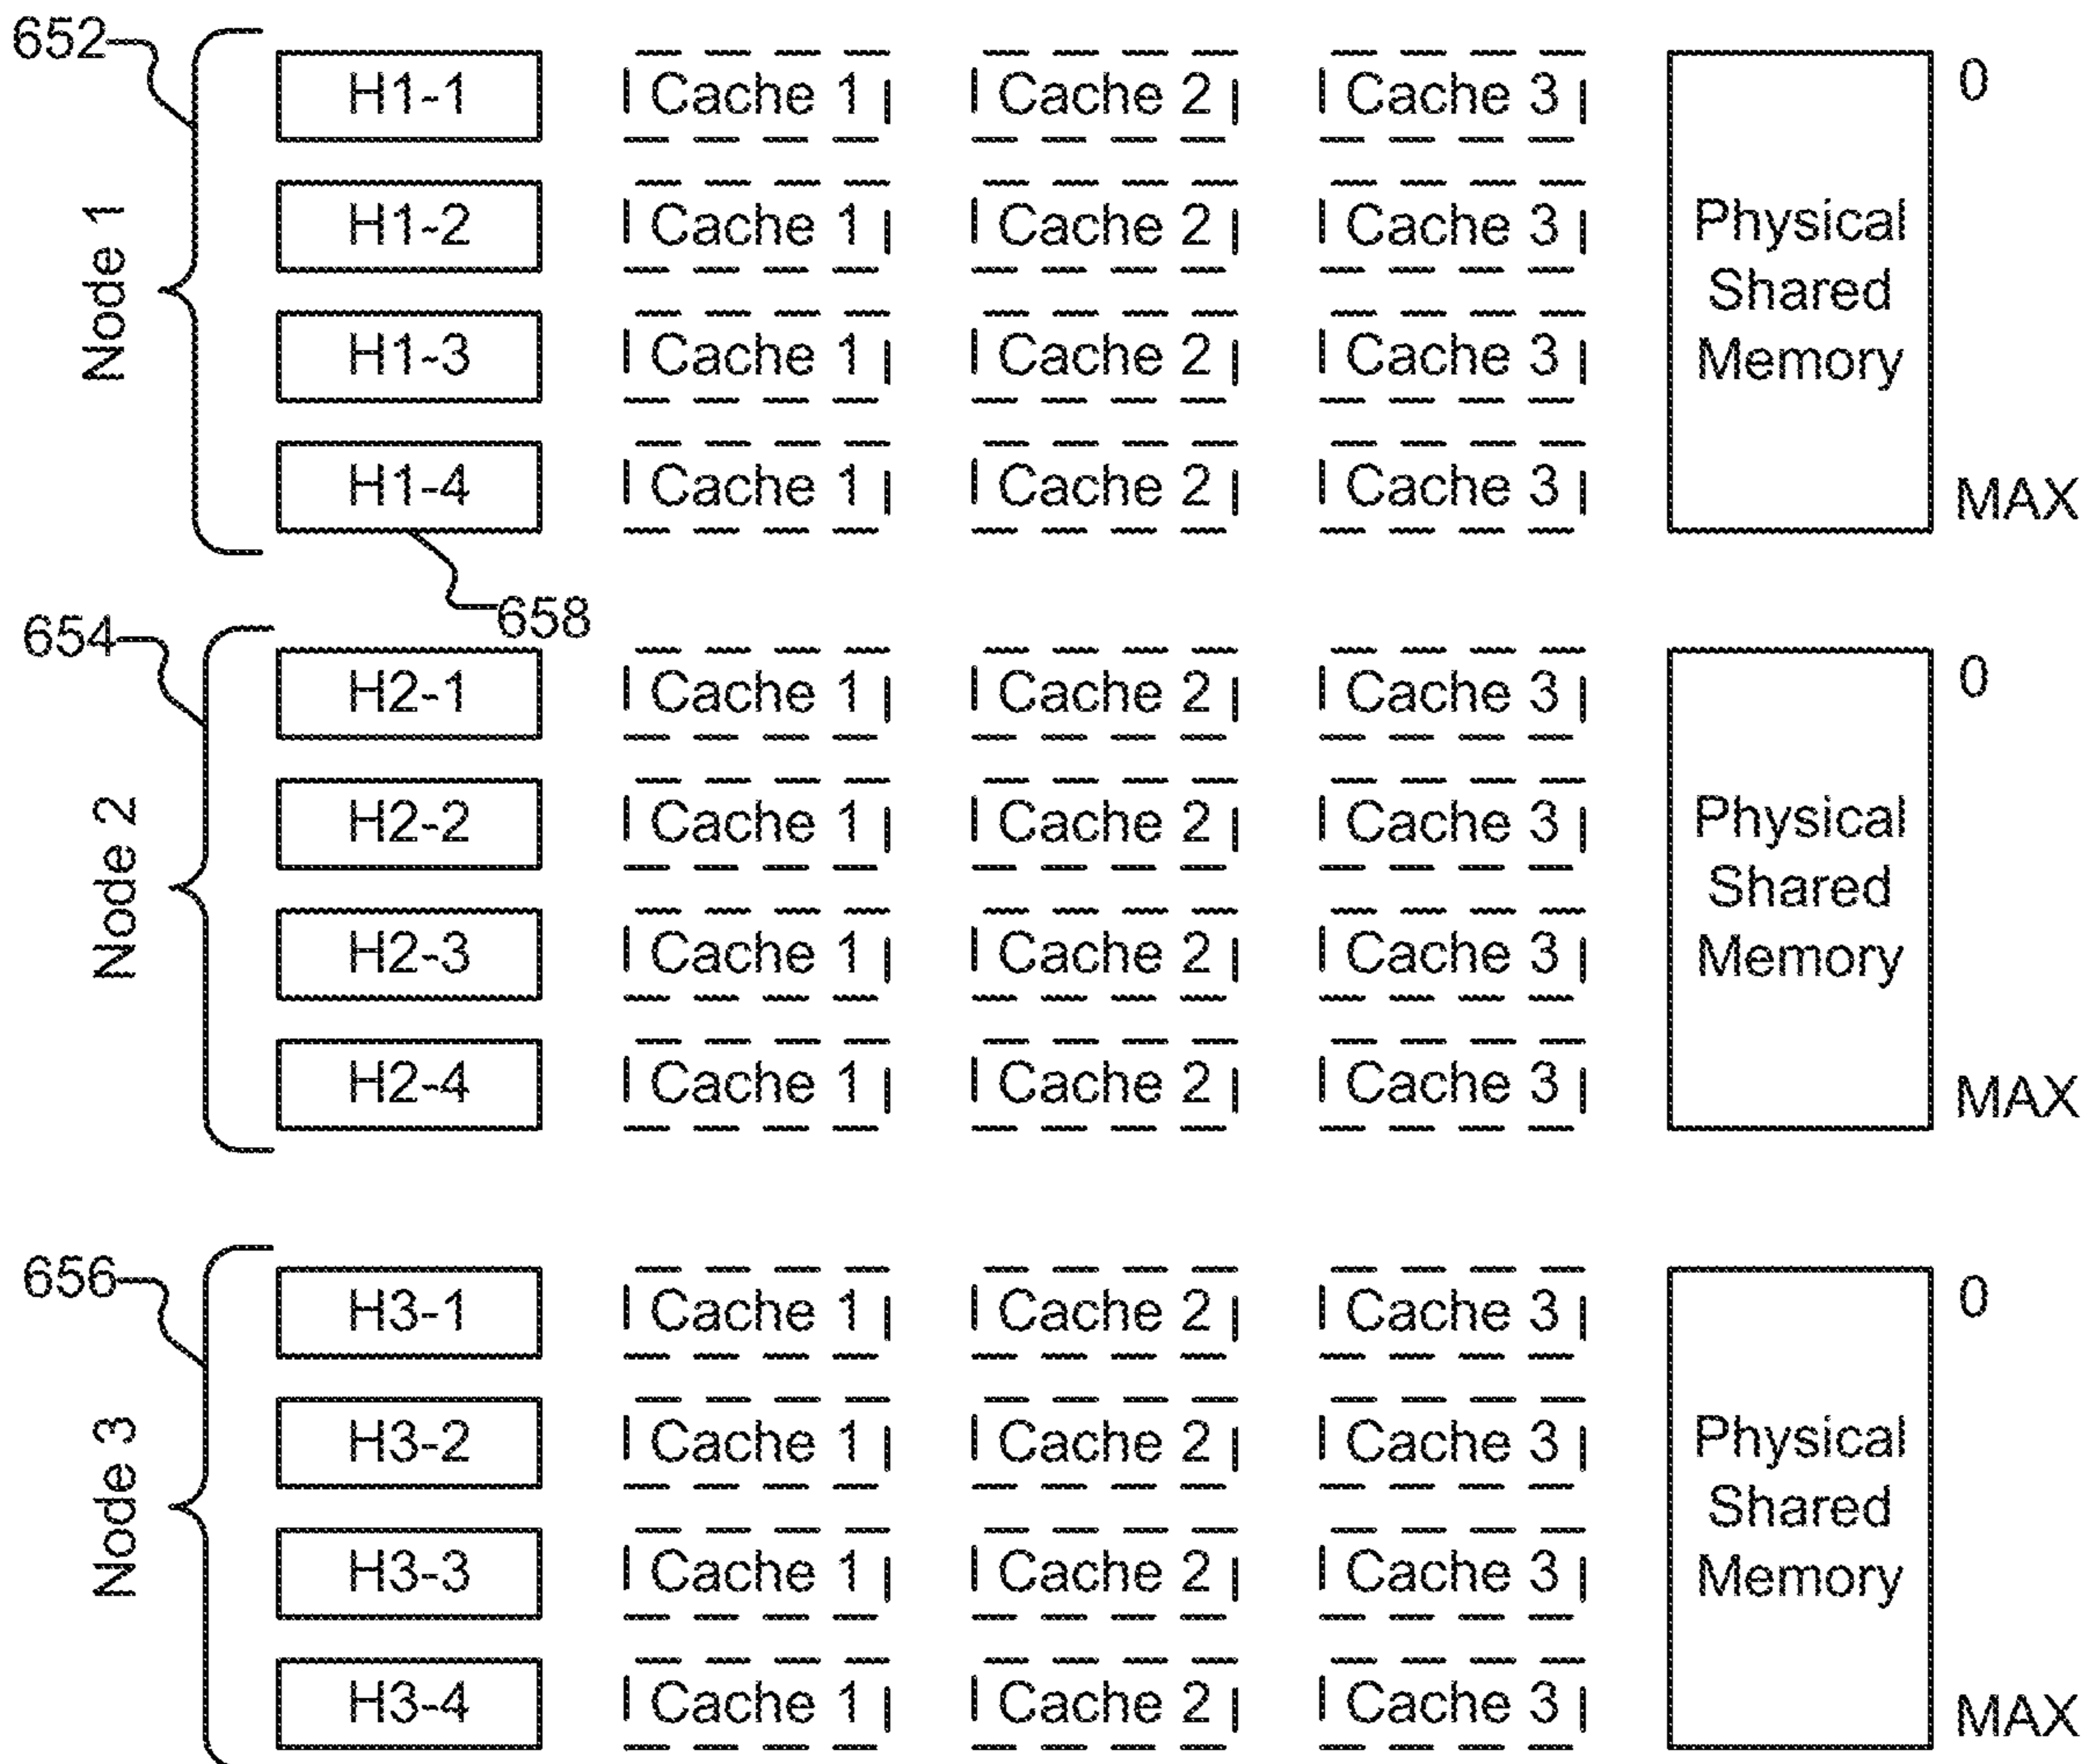 652
H1-1 Cache 1 Cache 2 Cache 3 0
Node 1
H1-2 Cache 1 Cache 2 Cache 3
H1-3 Cache 1 Cache 2 Cache 3
H1-4 Cache 1 Cache 2 Cache 3 MAX
Physical
Shared
Memory
658
654
H2-1 Cache 1 Cache 2 Cache 3 0
Node 2
H2-2 Cache 1 Cache 2 Cache 3
H2-3 Cache 1 Cache 2 Cache 3
H2-4 Cache 1 Cache 2 Cache 3 MAX
Physical
Shared
Memory
656
H3-1 Cache 1 Cache 2 Cache 3 0
Node 3
H3-2 Cache 1 Cache 2 Cache 3
H3-3 Cache 1 Cache 2 Cache 3
H3-4 Cache 1 Cache 2 Cache 3 MAX
Physical
Shared
Memory